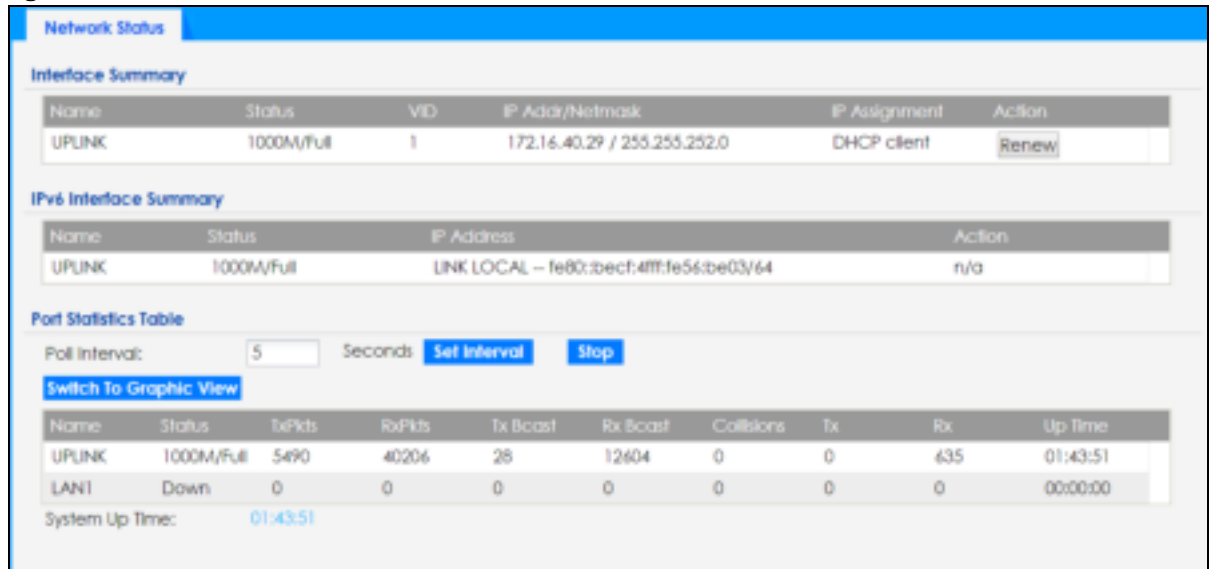 Network Status
Interface Summary
Name Status VID IP Addr/Netmask IP Assignment Action
UPLINK 1000M/Full 1 172.16.40.29 / 255.255.252.0 DHCP client Renew
IPv6 Interface Summary
Name Status IP Address Action
UPLINK 1000M/Full LINK LOCAL -- fe80::becf:4fff:fe56:be03/64 n/a
Port Statistics Table
Poll Interval: 5 Seconds Set Interval Stop
Switch To Graphic View
Name Status TxPkts RxPkts Tx Bcast Rx Bcast Collisions Tx Rx Up Time
UPLINK 1000M/Full 5490 40206 28 12604 0 0 635 01:43:51
LAN1 Down 0 0 0 0 0 0 0 00:00:00
System Up Time: 01:43:51